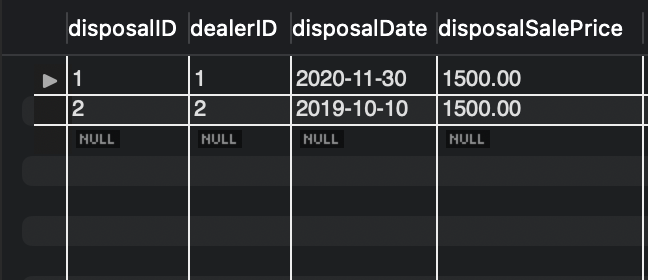 disposalID dealerID disposalDate disposalSalePrice
1 1 2020-11-30 1500.00
2 2 2019-10-10 1500.00
NULL NULL NULL NULL